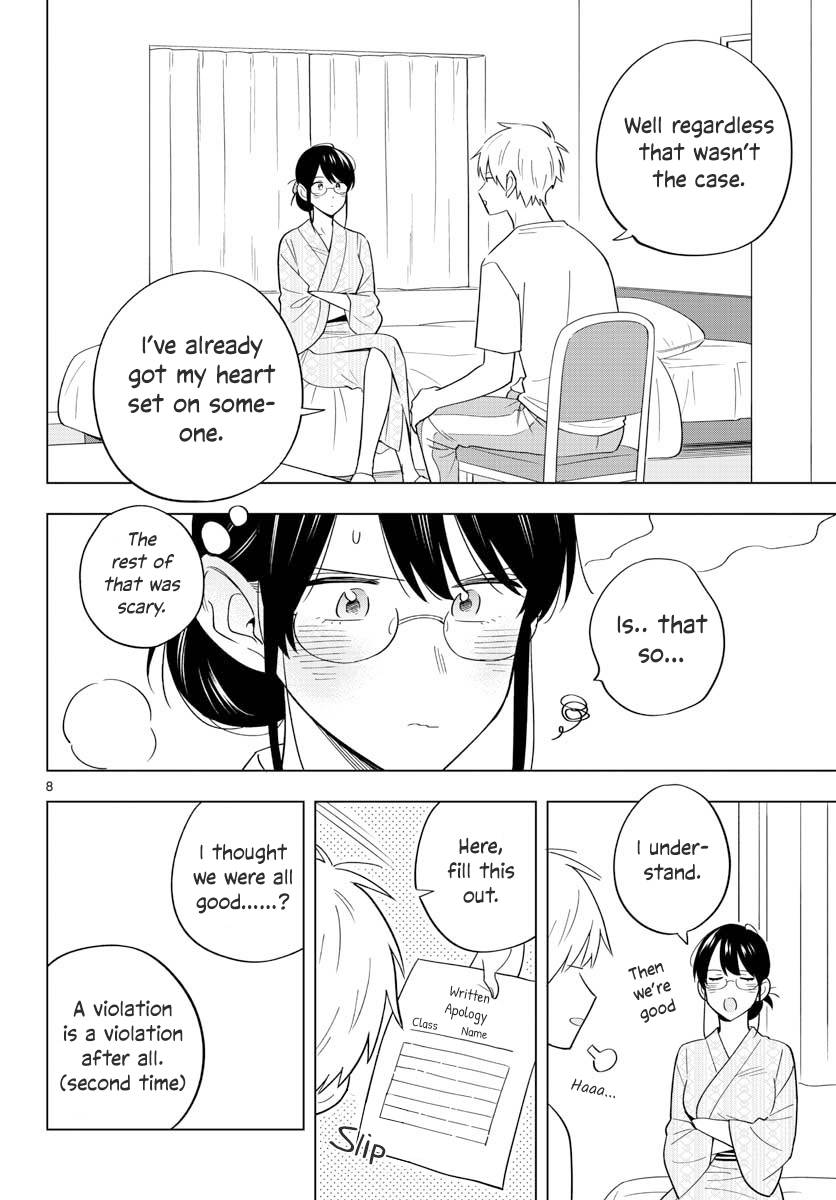 Well regardless
that wasn't
the case.
I've already
got my heart
set on some-
one.
The
rest of
that was
scary.
Is.. that
so...
8
I under-
stand.
Then
we're
good
Haaa...
Here,
fill this
out.
Written
Apology
Class Name
Slip
I thought
we were all
good......?
A violation
is a violation
after all.
(second time)